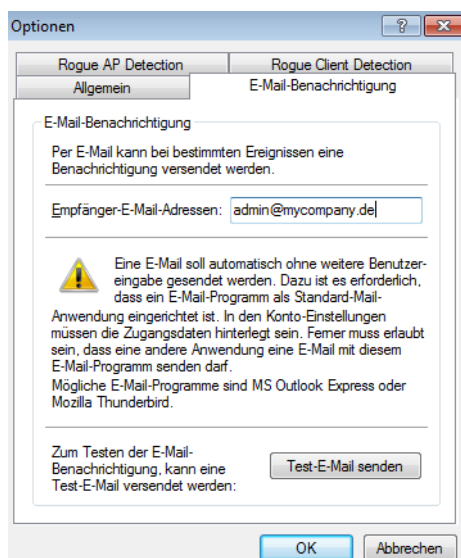 Optionen
Rogue AP Detection
Rogue Client Detection
Allgemein
E-Mail-Benachrichtigung
E-Mail-Benachrichtigung
Per E-Mail kann bei bestimmten Ereignissen eine
Benachrichtigung versendet werden.
Empfänger-E-Mail-Adressen:
admin@mycompany.de
Eine E-Mail soll automatisch ohne weitere Benutzer-
eingabe gesendet werden. Dazu ist es erforderlich,
dass ein E-Mail-Programm als Standard-Mail-
Anwendung eingerichtet ist. In den Konto-Einstellungen
müssen die Zugangsdaten hinterlegt sein. Ferner muss erlaubt
sein, dass eine andere Anwendung eine E-Mail mit diesem
E-Mail-Programm senden darf.
Mögliche E-Mail-Programme sind MS Outlook Express oder
Mozilla Thunderbird.
Zum Testen der E-Mail-
Benachrichtigung, kann eine
Test-E-Mail versendet werden:
Test-E-Mail senden
OK
Abbrechen